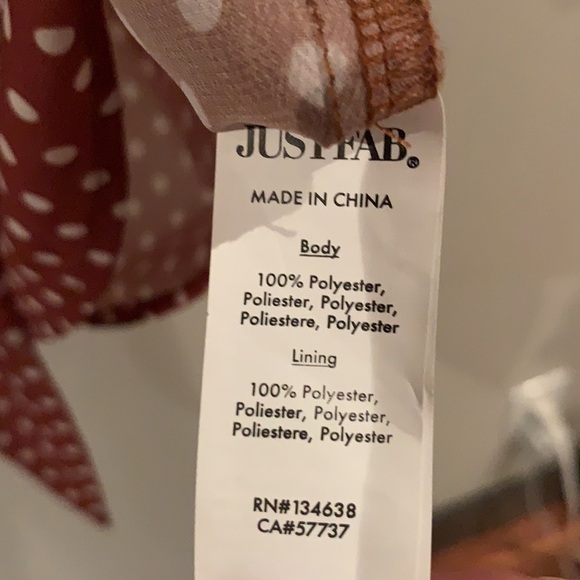 JUSTFAB®
MADE IN CHINA
Body
100% Polyester,
Poliester, Polyester,
Poliestere, Polyester
Lining
100% Polyester,
Poliester, Polyester,
Poliestere, Polyester
RN#134638
CA#57737